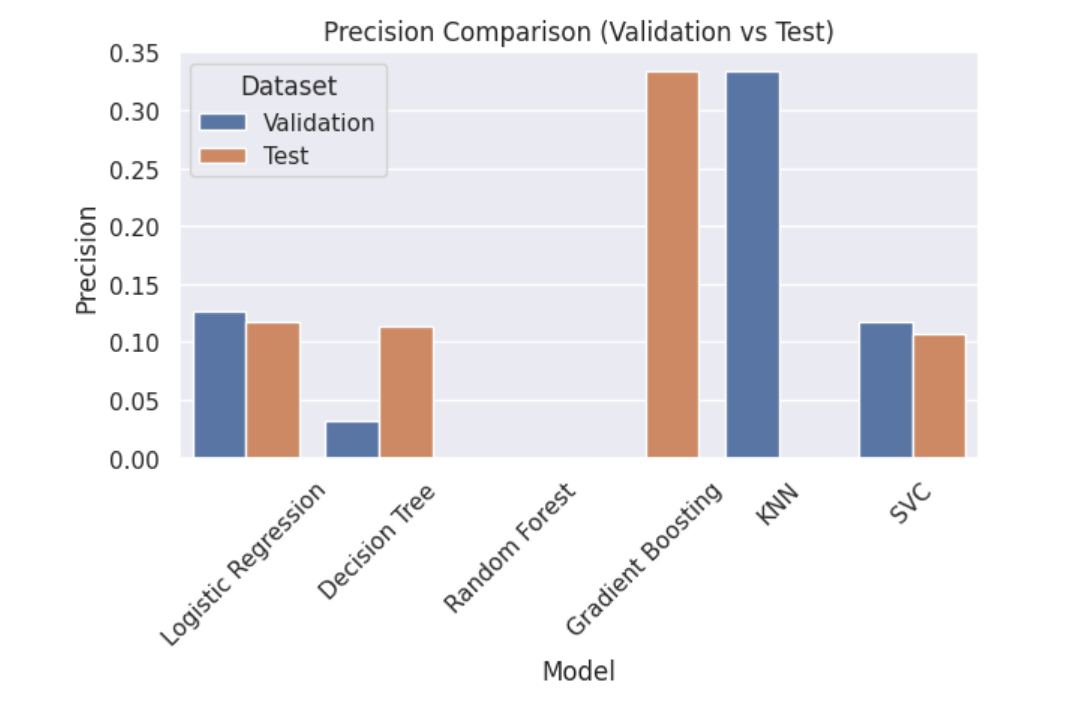 Precision Comparison (Validation vs Test)
0.35
0.30
0.25
0.20
0.15
0.10
0.05
0.00
Precision
Dataset
Validation
Test
Logistic Regression
Decision Tree
Random Forest
Gradient Boosting
KNN
SVC
Model